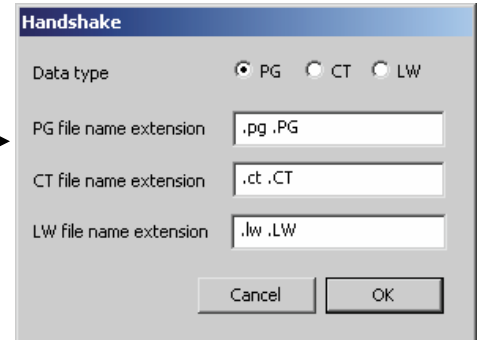 Handshake
Data type PG CT LW
PG file name extension .pg .PG
CT file name extension .ct .CT
LW file name extension .lw .LW
Cancel OK